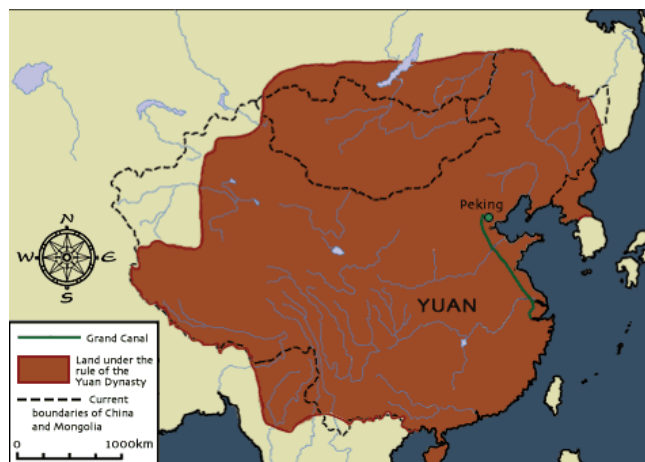 N
W E
S
Peking
YUAN
Grand Canal
Land under the
rule of the
Yuan Dynasty
Current
boundaries of China
and Mongolia
0 1000km